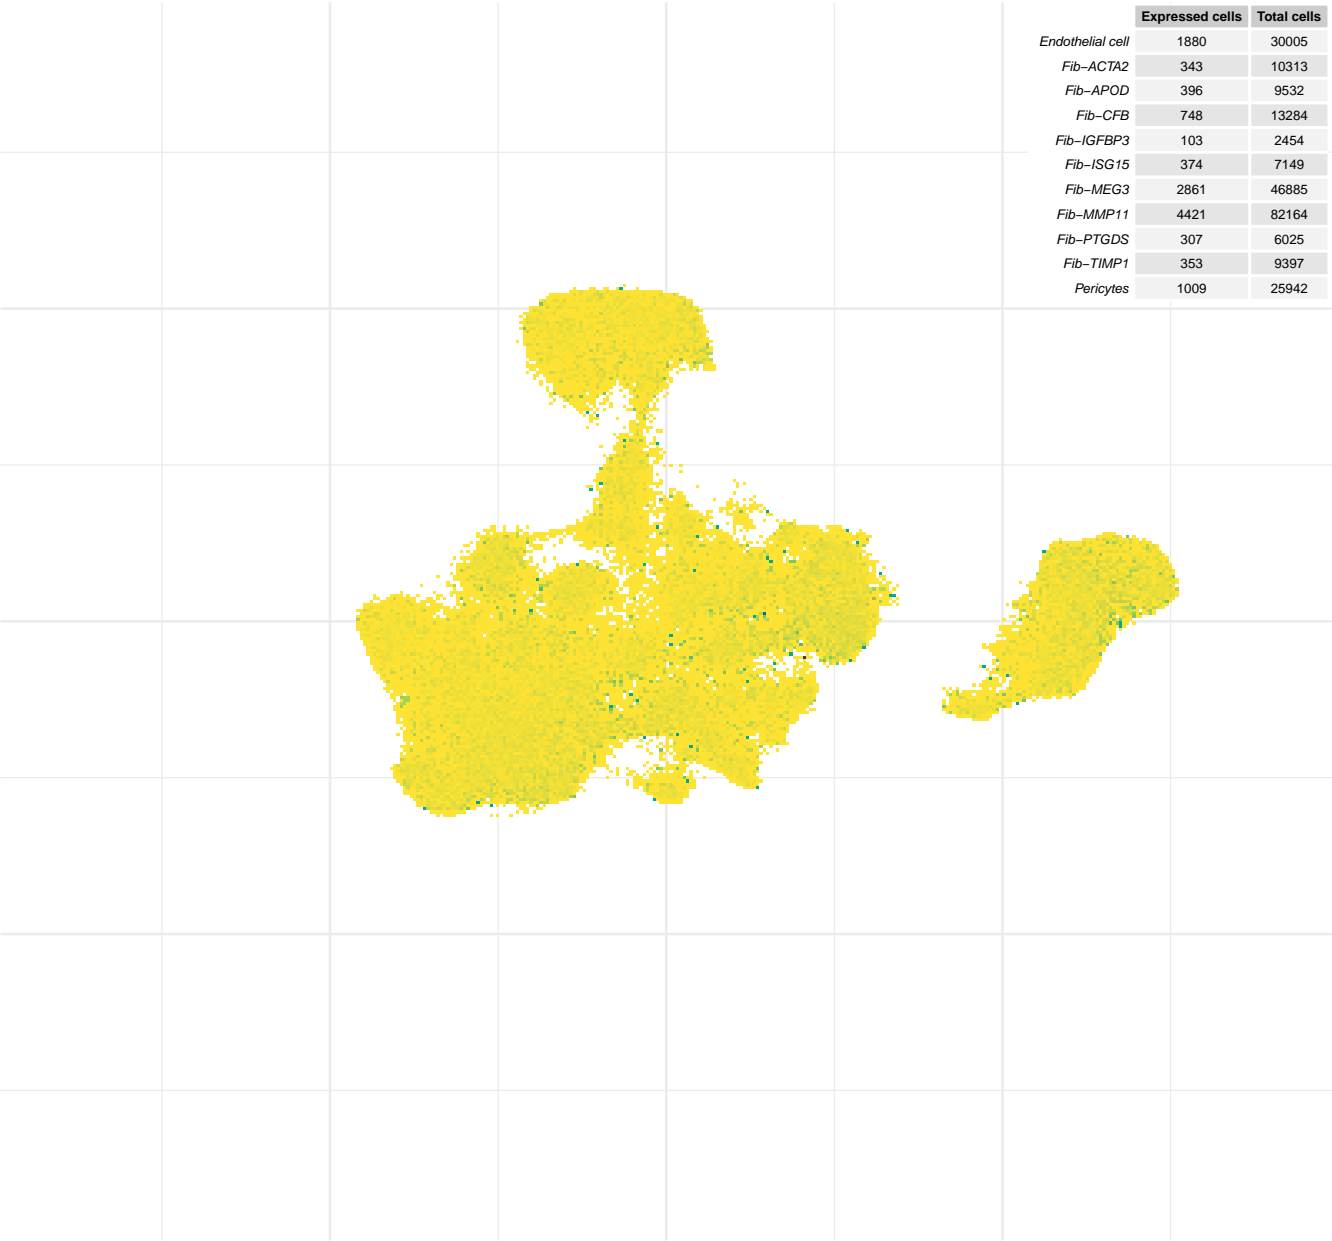 Expressed cells Total cells
Endothelial cell 1880 30005
Fib−ACTA2 343 10313
Fib−APOD 396 9532
Fib−CFB 748 13284
Fib−IGFBP3 103 2454
Fib−ISG15 374 7149
Fib−MEG3 2861 46885
Fib−MMP11 4421 82164
Fib−PTGDS 307 6025
Fib−TIMP1 353 9397
Pericytes 1009 25942